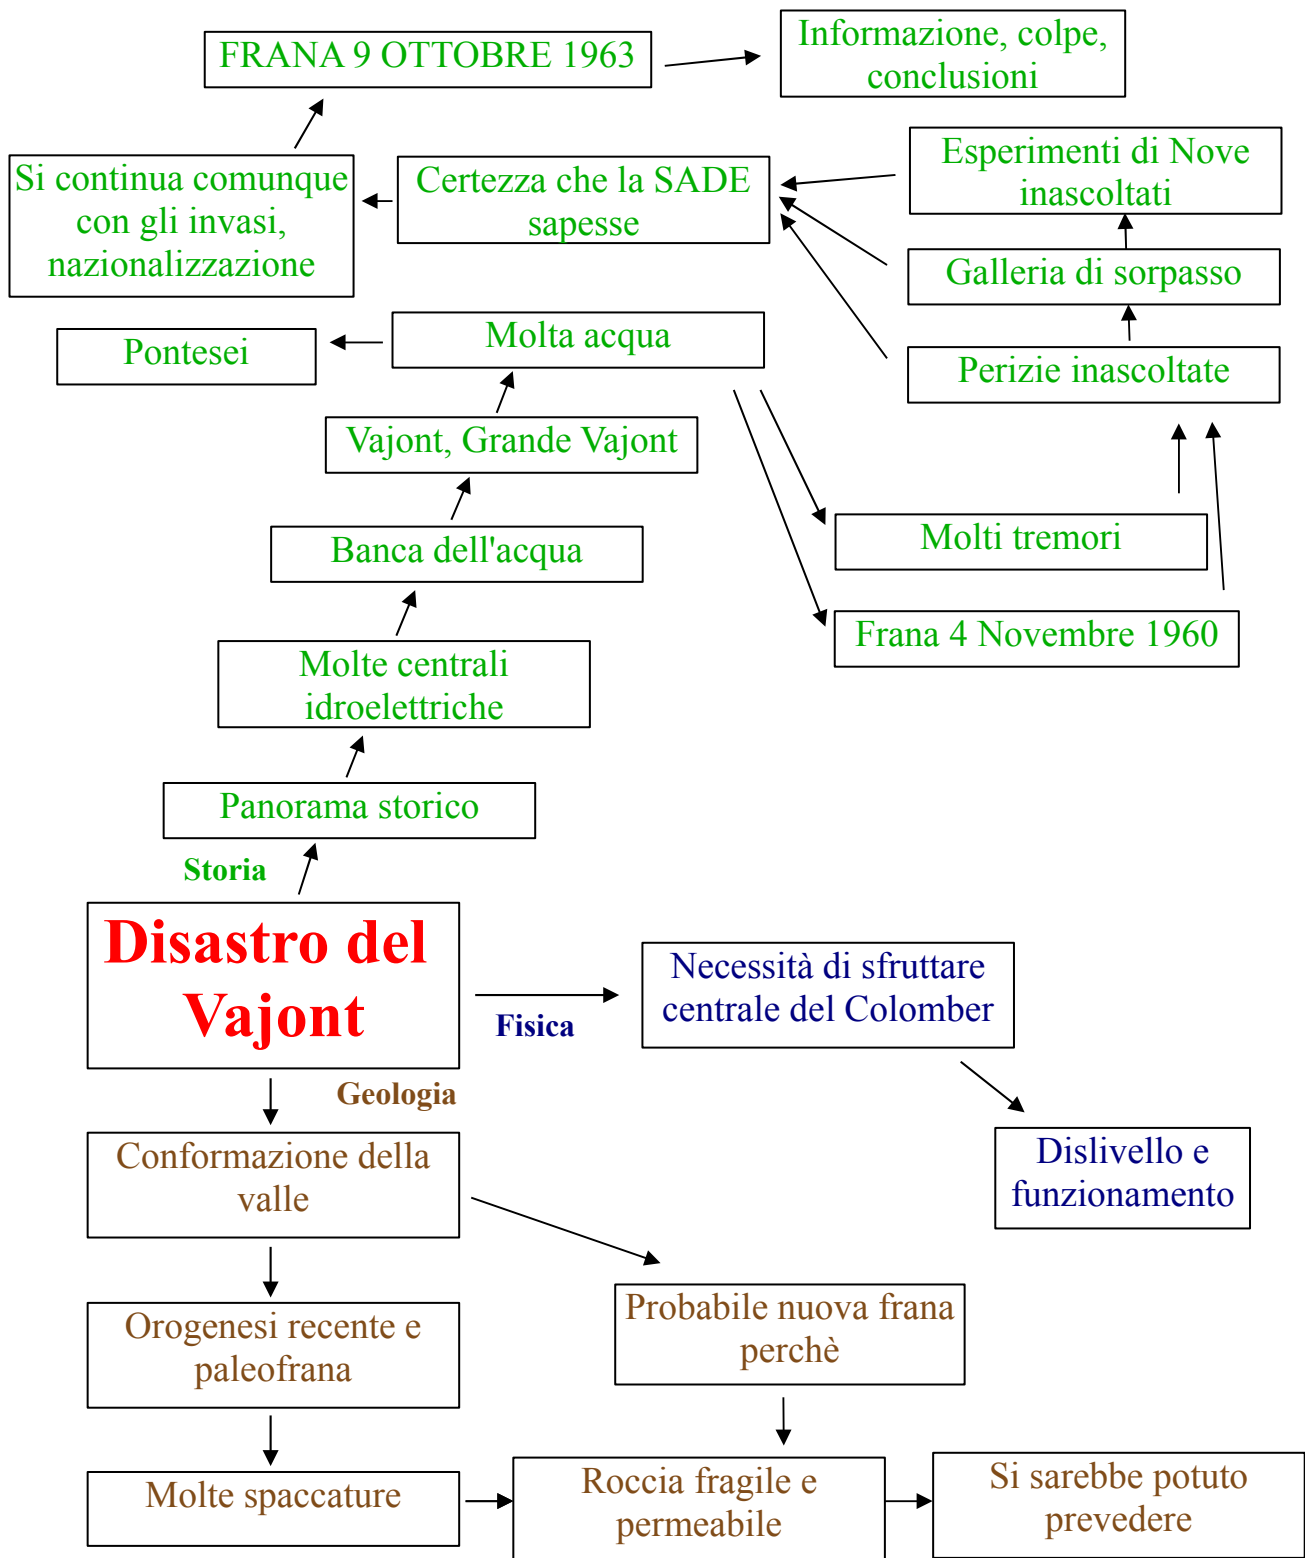 FRANA 9 OTTOBRE 1963
Informazione, colpe,
conclusioni
Si continua comunque
con gli invasi,
nazionalizzazione
Certezza che la SADE
sapesse
Esperimenti di Nove
inascoltati
Galleria di sorpasso
Pontesei
Molta acqua
Perizie inascoltate
Vajont, Grande Vajont
Banca dell'acqua
Molti tremori
Frana 4 Novembre 1960
Molte centrali
idroelettriche
Panorama storico
Storia
Disastro del
Vajont
Fisica
Necessità di sfruttare
centrale del Colomber
Geologia
Conformazione della
valle
Dislivello e
funzionamento
Orogenesi recente e
paleofrana
Probabile nuova frana
perchè
Molte spaccature
Roccia fragile e
permeabile
Si sarebbe potuto
prevedere